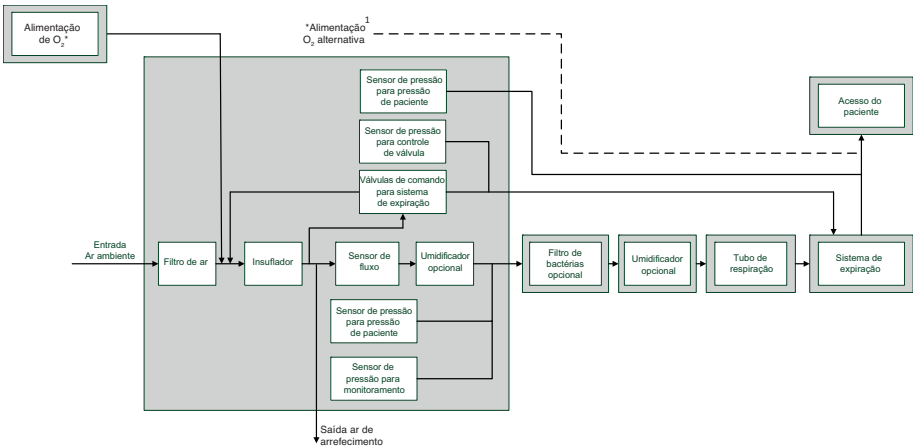 Alimentação
de O₂*
*Alimentação¹
O₂ alternativa
Sensor de pressão
para pressão
de paciente
Acesso do
paciente
Sensor de pressão
para controle
de válvula
Válvulas de comando
para sistema
de expiração
Entrada
Ar ambiente
Filtro de ar
Insuflador
Sensor de
fluxo
Umidificador
opcional
Filtro de
bactérias
opcional
Umidificador
opcional
Tubo de
respiração
Sistema de
expiração
Sensor de pressão
para pressão
de paciente
Sensor de
pressão para
monitoramento
Saída ar de
arrefecimento